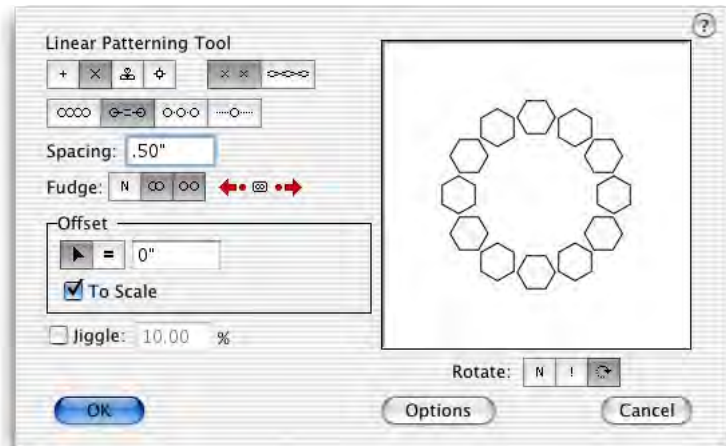 ?
Linear Patterning Tool
Spacing: .50"
Fudge: N
Offset
= 0"
To Scale
Jiggle: 10.00 %
Rotate: N !
OK Options Cancel